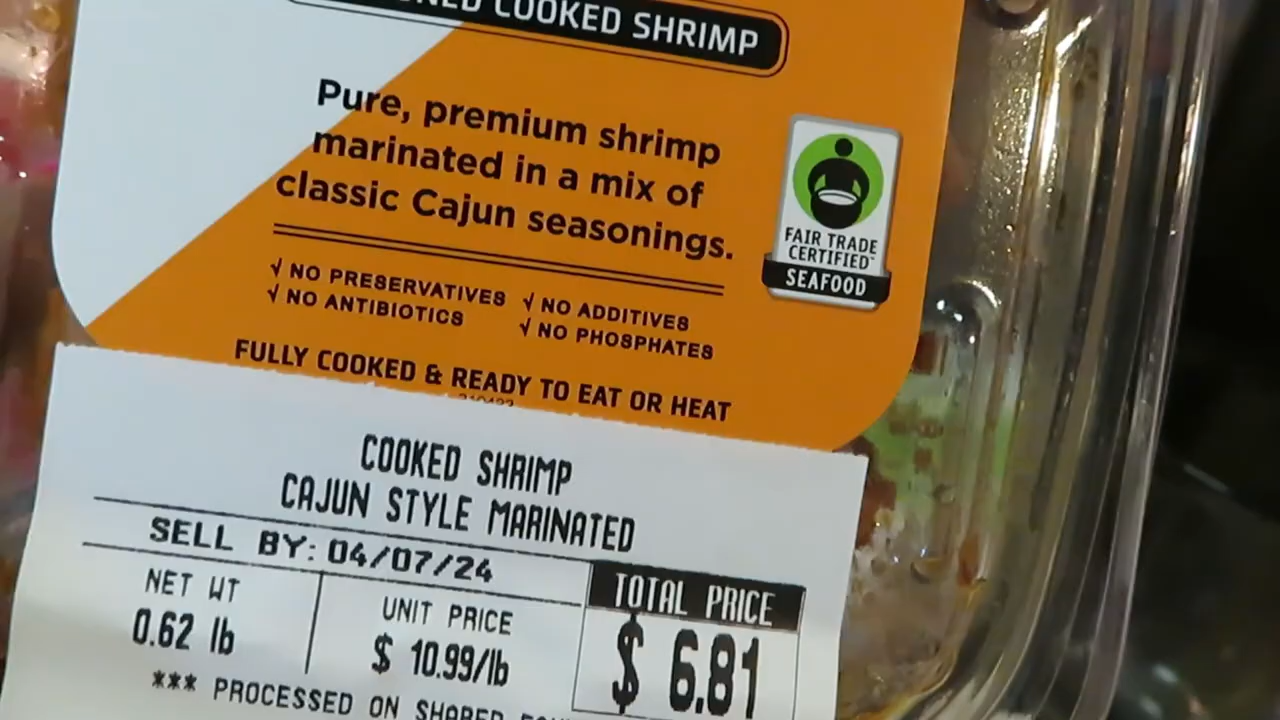 COOKED SHRIMP
Pure, premium shrimp
marinated in a mix of
classic Cajun seasonings.
√ NO PRESERVATIVES √ NO ADDITIVES
√ NO ANTIBIOTICS √ NO PHOSPHATES
FULLY COOKED & READY TO EAT OR HEAT
FAIR TRADE
CERTIFIED™
SEAFOOD
COOKED SHRIMP
CAJUN STYLE MARINATED
SELL BY: 04/07/24
NET WT
0.62 lb
UNIT PRICE
$ 10.99/lb
TOTAL PRICE
$ 6.81
*** PROCESSED ON SHARED